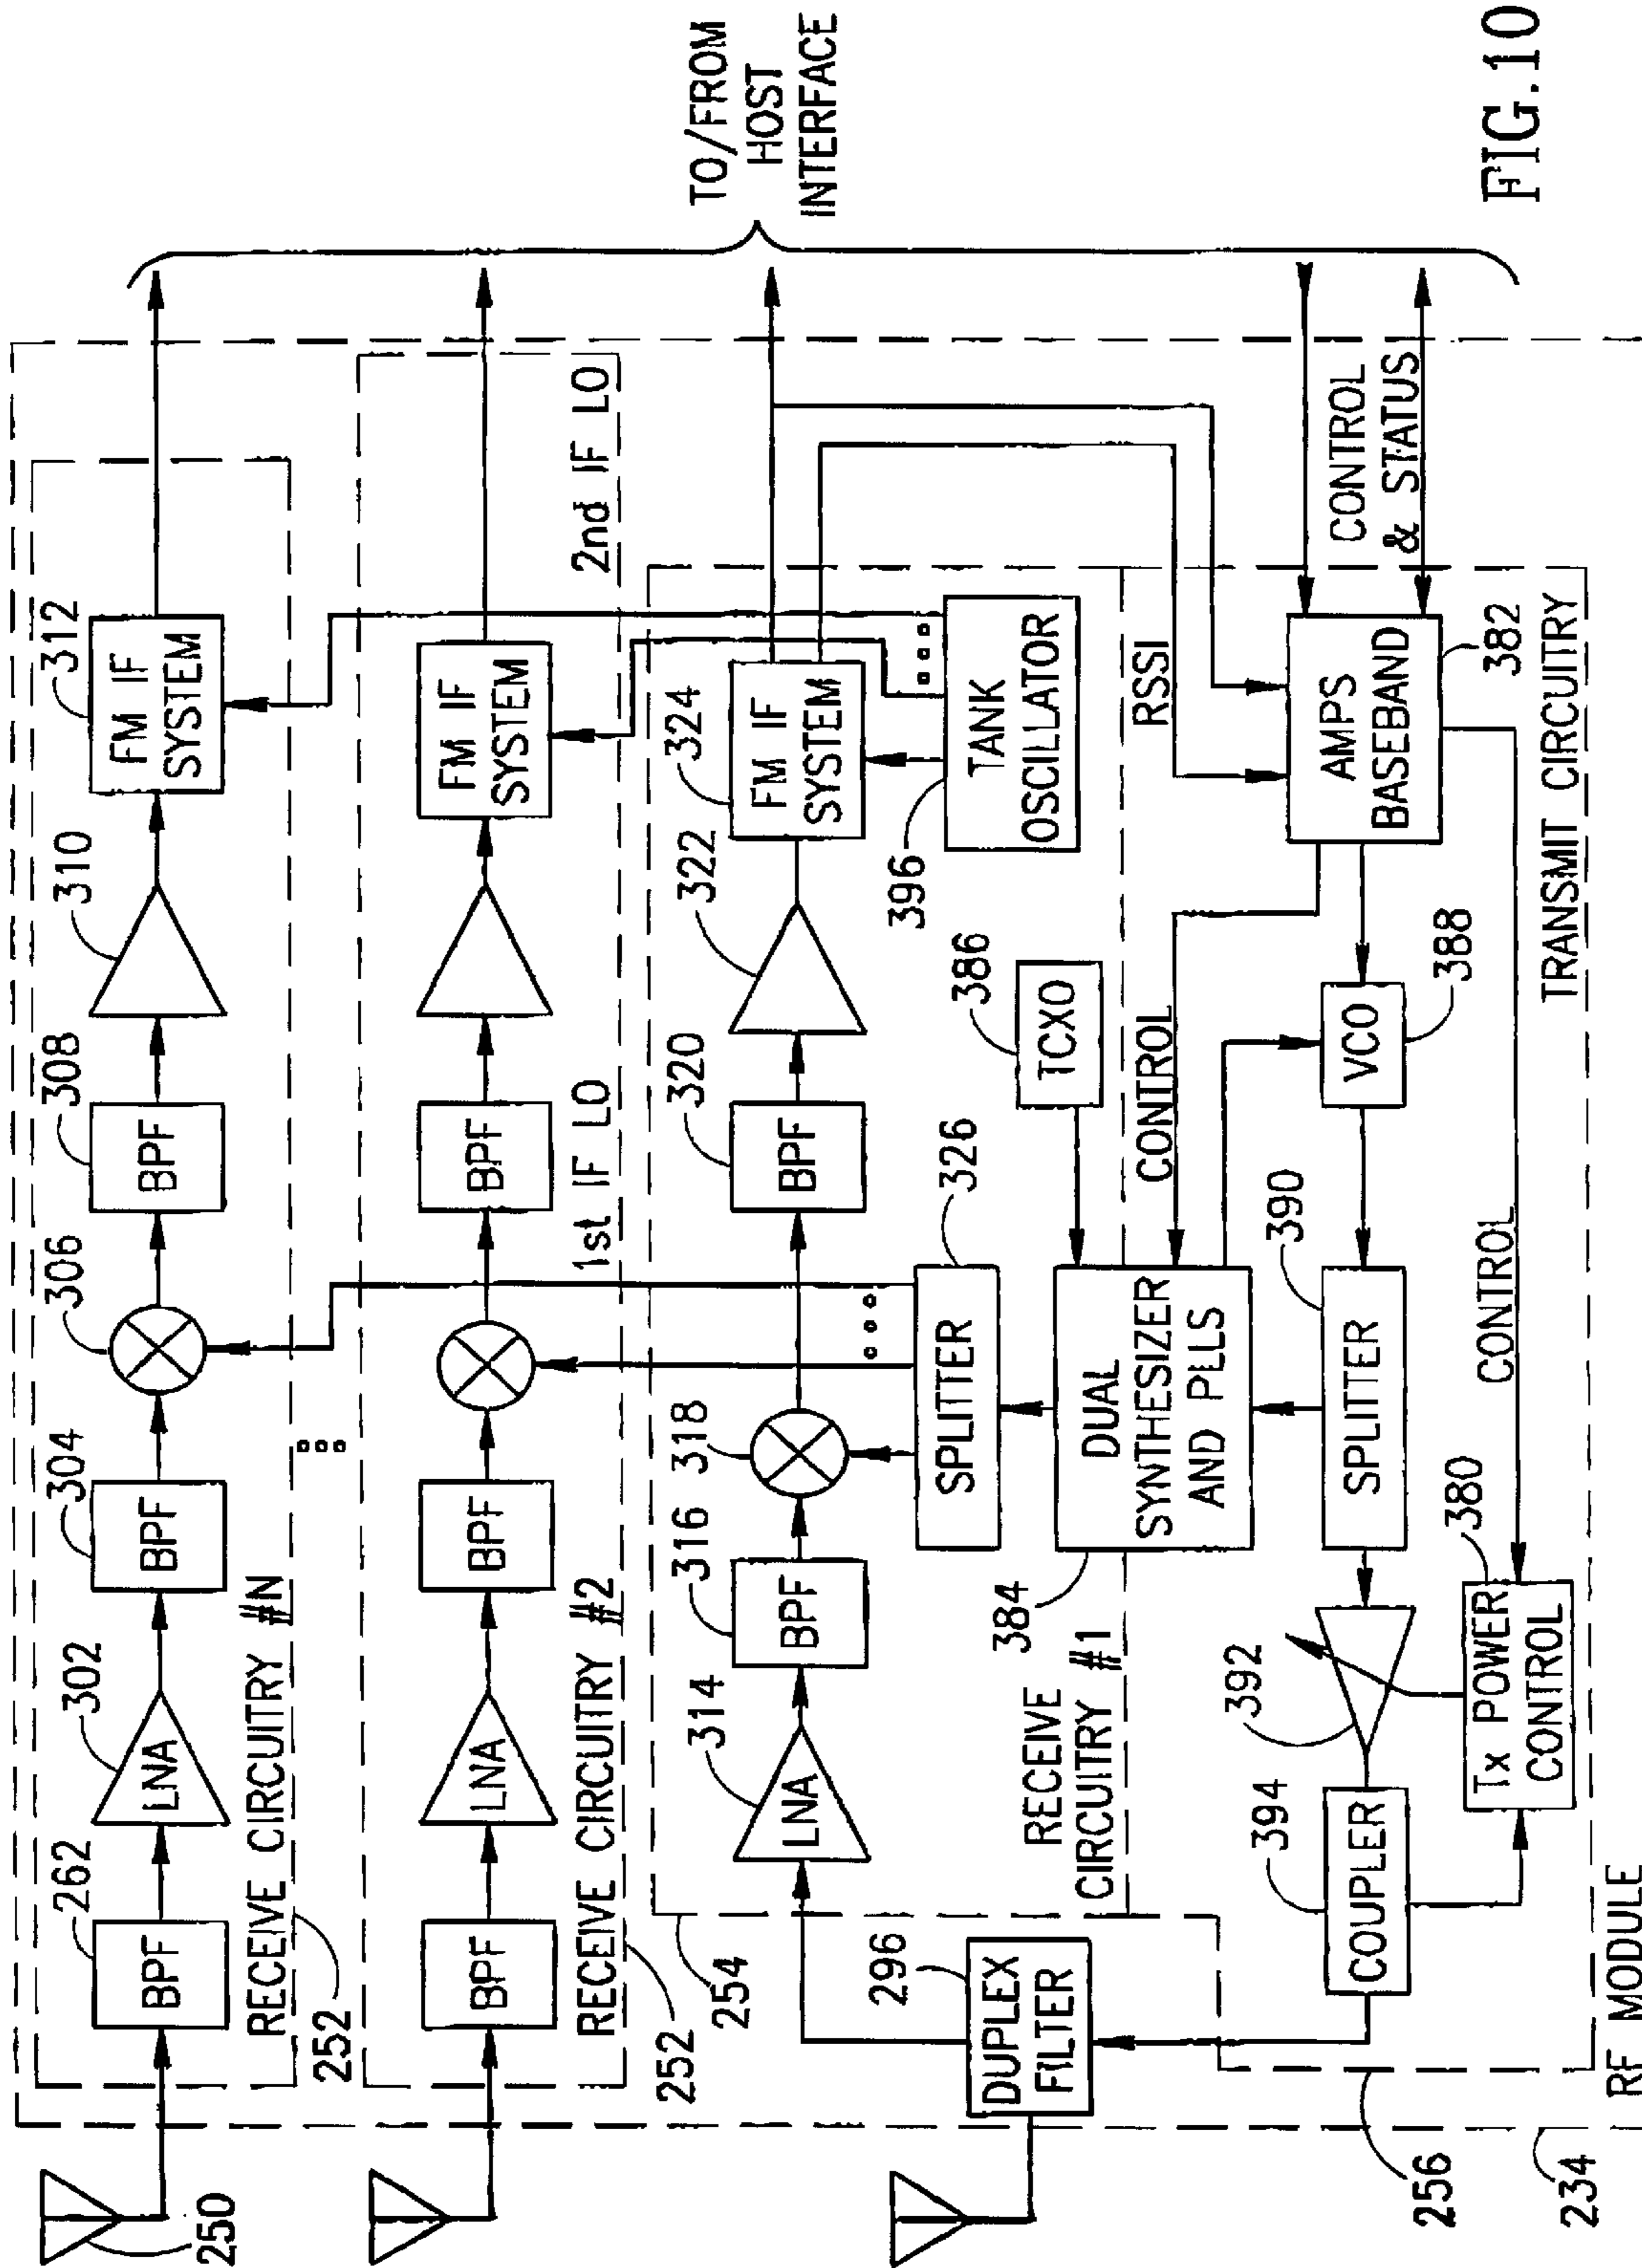 250
262
BPF
302
LNA
304
BPF
306
308
BPF
310
312
FM IF
SYSTEM
RECEIVE CIRCUITRY #N
252
BPF
LNA
BPF
BPF
FM IF
SYSTEM
RECEIVE CIRCUITRY #2
1st IF LO
2nd IF LO
252
254
314
LNA
316
BPF
318
320
BPF
322
324
FM IF
SYSTEM
TO/FROM
HOST
INTERFACE
296
DUPLEX
FILTER
326
SPLITTER
386
TCXO
396
TANK
OSCILLATOR
RECEIVE
CIRCUITRY #1
384
DUAL
SYNTHESIZER
AND PLLS
CONTROL
RSSI
392
394
COUPLER
390
SPLITTER
VCO
388
AMPS
BASEBAND
382
CONTROL
& STATUS
380
Tx POWER
CONTROL
CONTROL
TRANSMIT CIRCUITRY
256
234
RF MODULE
FIG.10